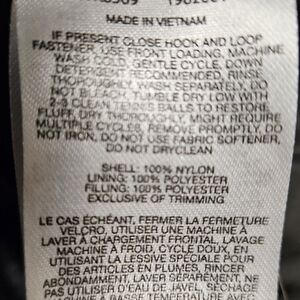 MADE IN VIETNAM
IF PRESENT CLOSE HOOK AND LOOP
FASTENER, USE FRONT LOADING, MACHINE
WASH COLD, GENTLE CYCLE, DOWN
DETERGENT RECOMMENDED, RINSE
THOROUGHLY, WASH SEPARATELY, DO
NOT BLEACH, TUMBLE DRY LOW WITH
2-3 CLEAN TENNIS BALLS TO RESTORE
FLUFF, DRY THOROUGHLY, MIGHT REQUIRE
MULTIPLE CYCLES, REMOVE PROMPTLY, DO
NOT IRON, DO NOT USE FABRIC SOFTENER,
DO NOT DRYCLEAN
SHELL: 100% NYLON
LINING: 100% POLYESTER
FILLING: 100% POLYESTER
EXCLUSIVE OF TRIMMING
LE CAS ÉCHÉANT, FERMER LA FERMETURE
VELCRO, UTILISER UNE MACHINE À
LAVER À CHARGEMENT FRONTAL, LAVAGE
MACHINE À FROID, CYCLE DOUX, EN
UTILISANT LA LESSIVE SPÉCIALE POUR
DES ARTICLES EN PLUMES, RINCER
ABONDAMMENT, LAVER SÉPARÉMENT, NE
PAS UTILISER D'EAU DE JAVEL, SÉCHAGE
MACHINE À BASSE TEMPÉRATURE AVEC